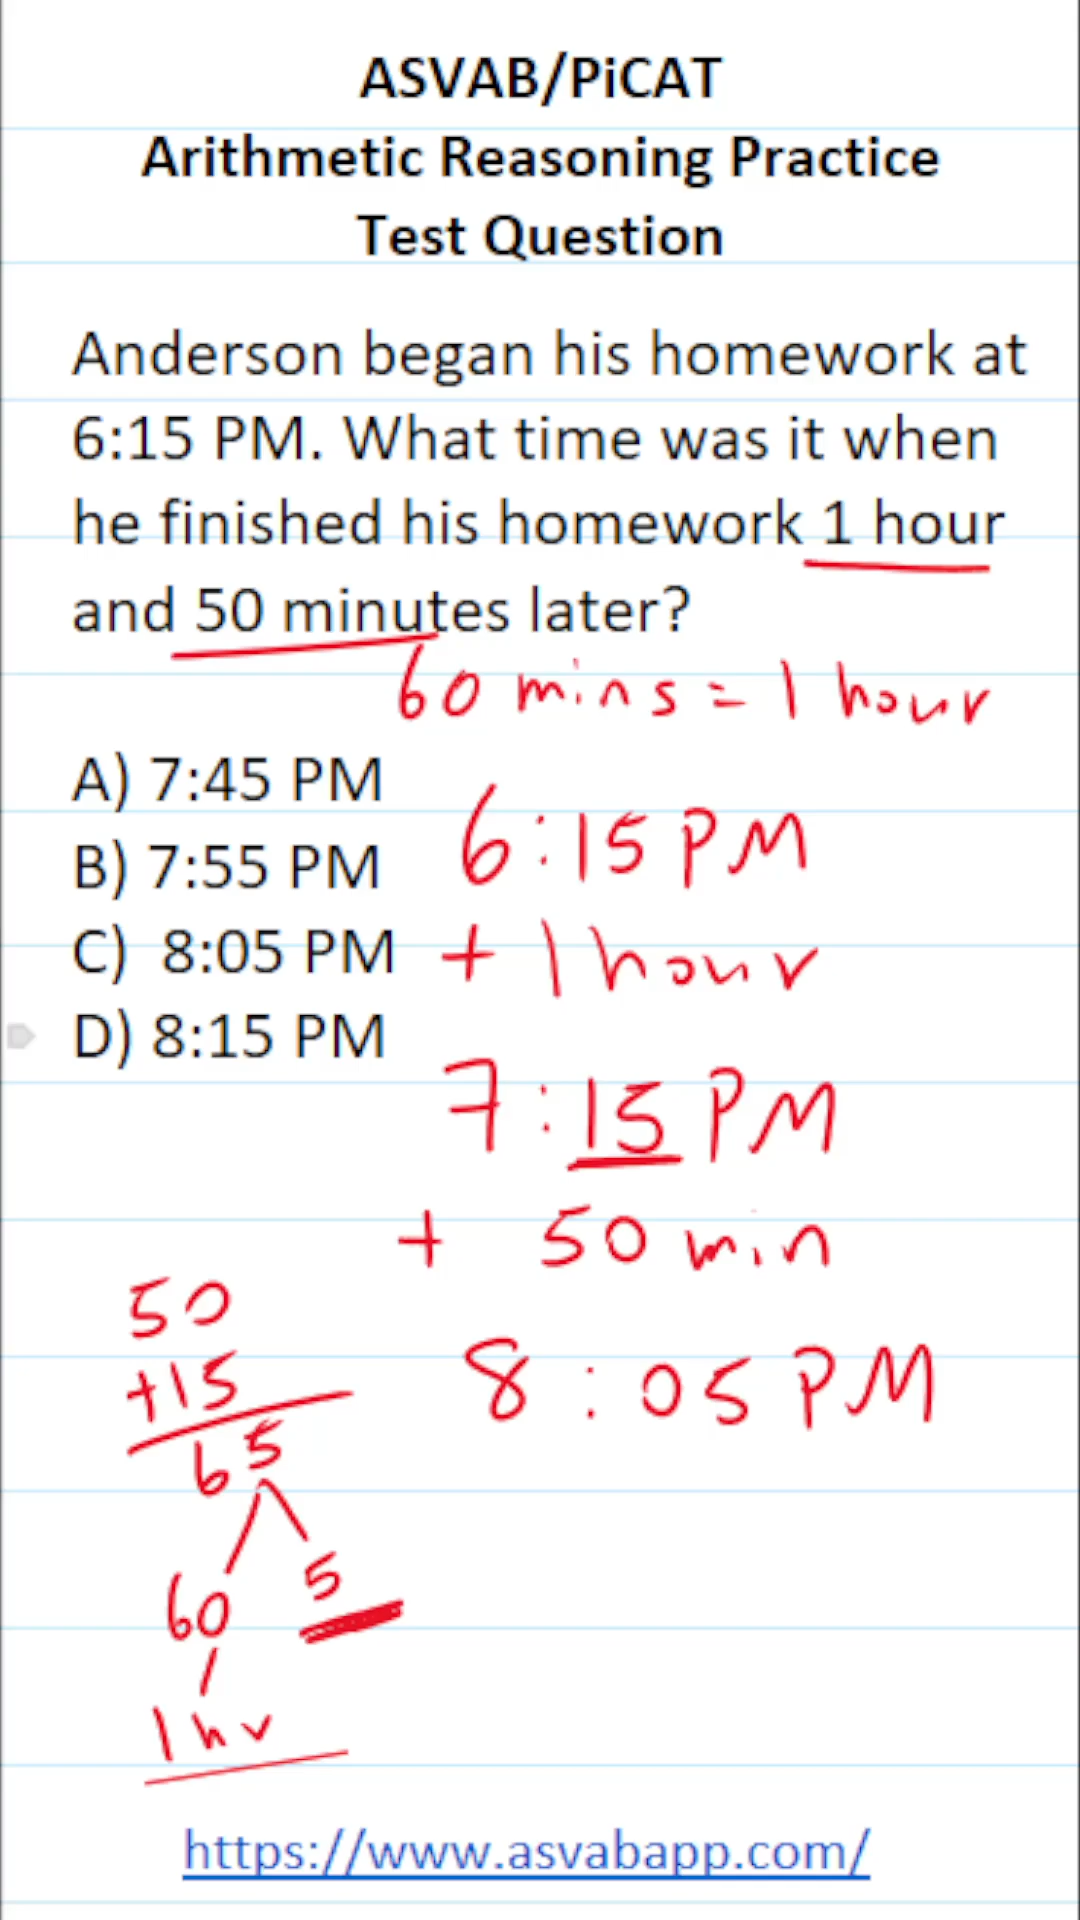 ASVAB/PiCAT
Arithmetic Reasoning Practice
Test Question
Anderson began his homework at
6:15 PM. What time was it when
he finished his homework 1 hour
and 50 minutes later?
60 mins = 1 hour
A) 7:45 PM
B) 7:55 PM
C) 8:05 PM
D) 8:15 PM
6:15 PM
+ 1 hour
7:15 PM
+ 50 min
8:05 PM
50
+15
65
60 5
1 hr
https://www.asvabapp.com/